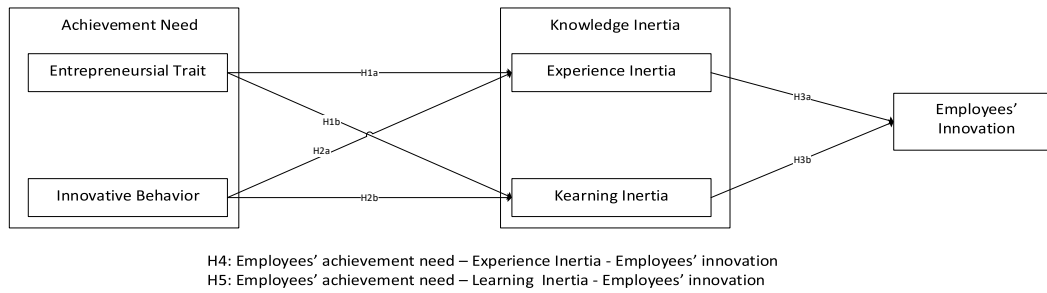 Achievement Need
Knowledge Inertia
Entrepreneursial Trait
H1a
Experience Inertia
H3a
Employees'
Innovation
H1b
H2a
H3b
Innovative Behavior
H2b
Kearning Inertia
H4: Employees' achievement need – Experience Inertia - Employees' innovation
H5: Employees' achievement need – Learning  Inertia - Employees' innovation